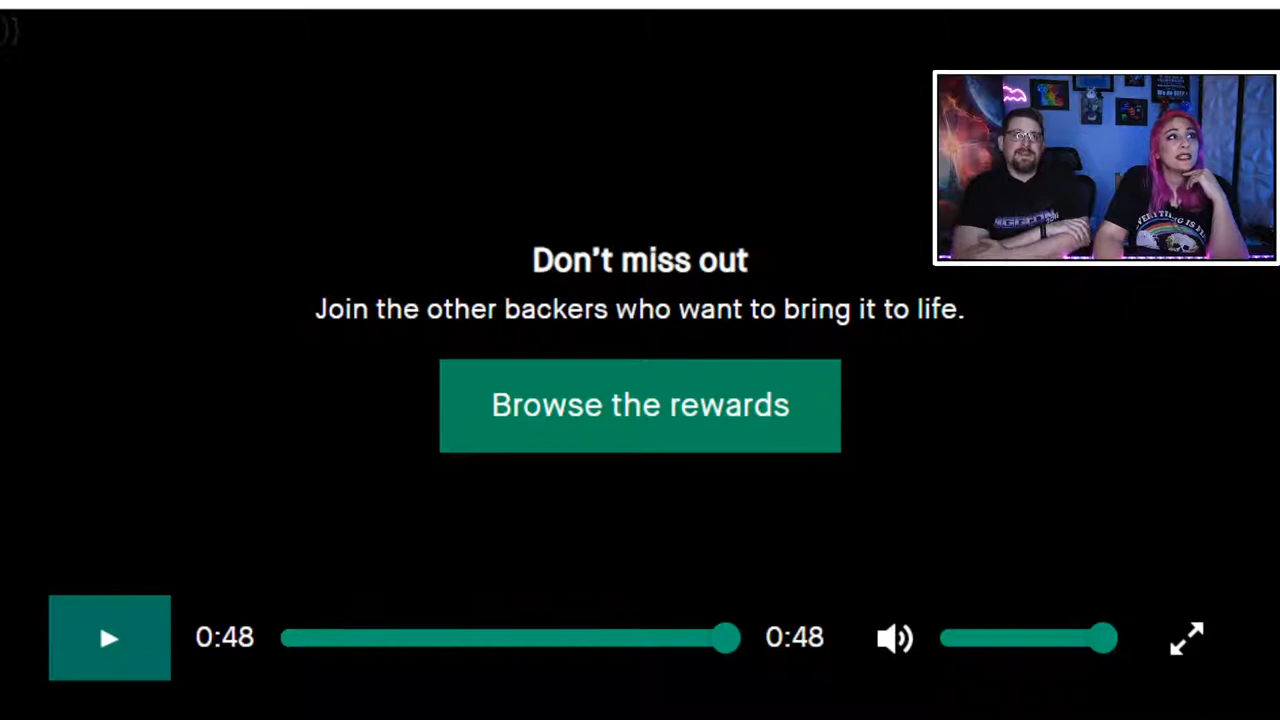 )}
Don't miss out
Join the other backers who want to bring it to life.
Browse the rewards
0:48
0:48